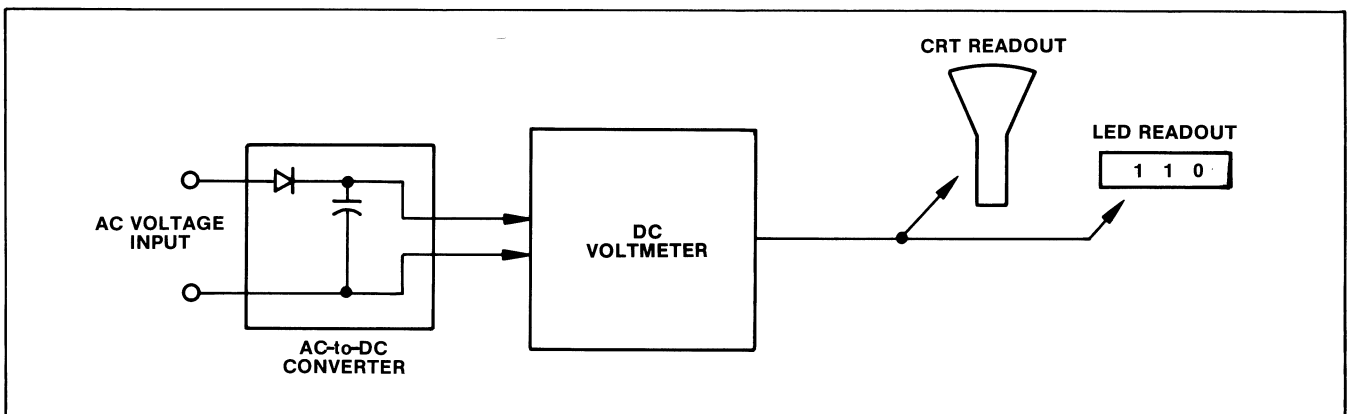 CRT READOUT
LED READOUT
1 1 0
AC VOLTAGE
INPUT
DC
VOLTMETER
AC-to-DC
CONVERTER